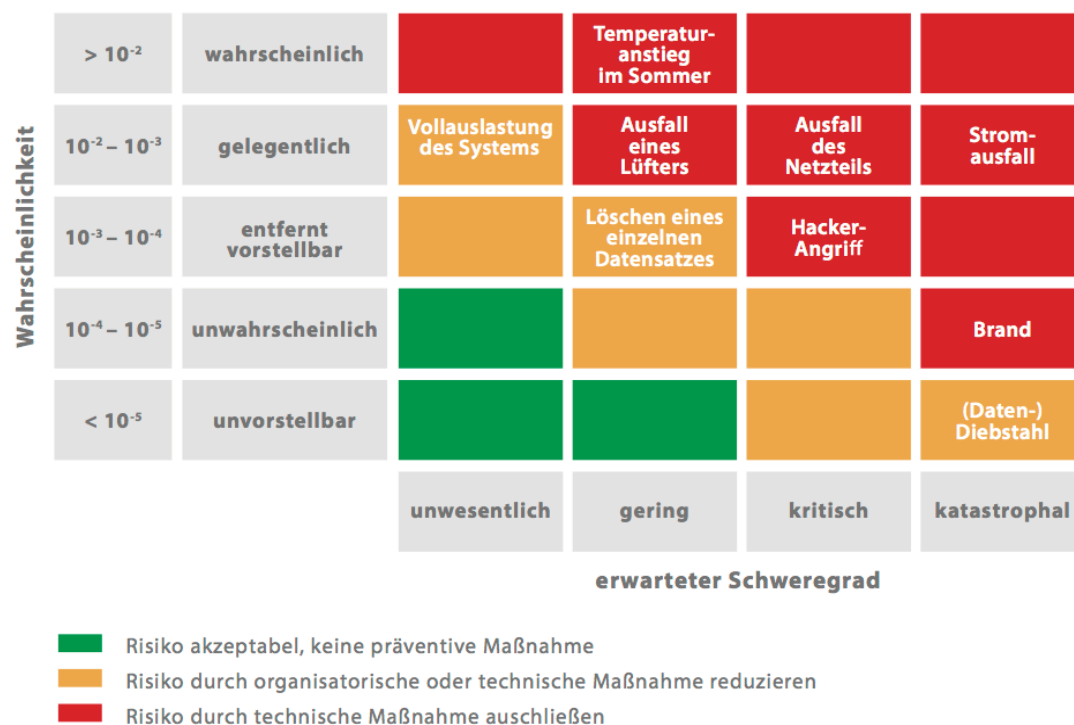 Wahrscheinlichkeit
> 10⁻²
wahrscheinlich
Temperatur-
anstieg
im Sommer
10⁻² – 10⁻³
gelegentlich
Vollauslastung
des Systems
Ausfall
eines
Lüfters
Ausfall
des
Netzteils
Strom-
ausfall
10⁻³ – 10⁻⁴
entfernt
vorstellbar
Löschen eines
einzelnen
Datensatzes
Hacker-
Angriff
10⁻⁴ – 10⁻⁵
unwahrscheinlich
Brand
< 10⁻⁵
unvorstellbar
(Daten-)
Diebstahl
unwesentlich
gering
kritisch
katastrophal
erwarteter Schweregrad
Risiko akzeptabel, keine präventive Maßnahme
Risiko durch organisatorische oder technische Maßnahme reduzieren
Risiko durch technische Maßnahme auschließen